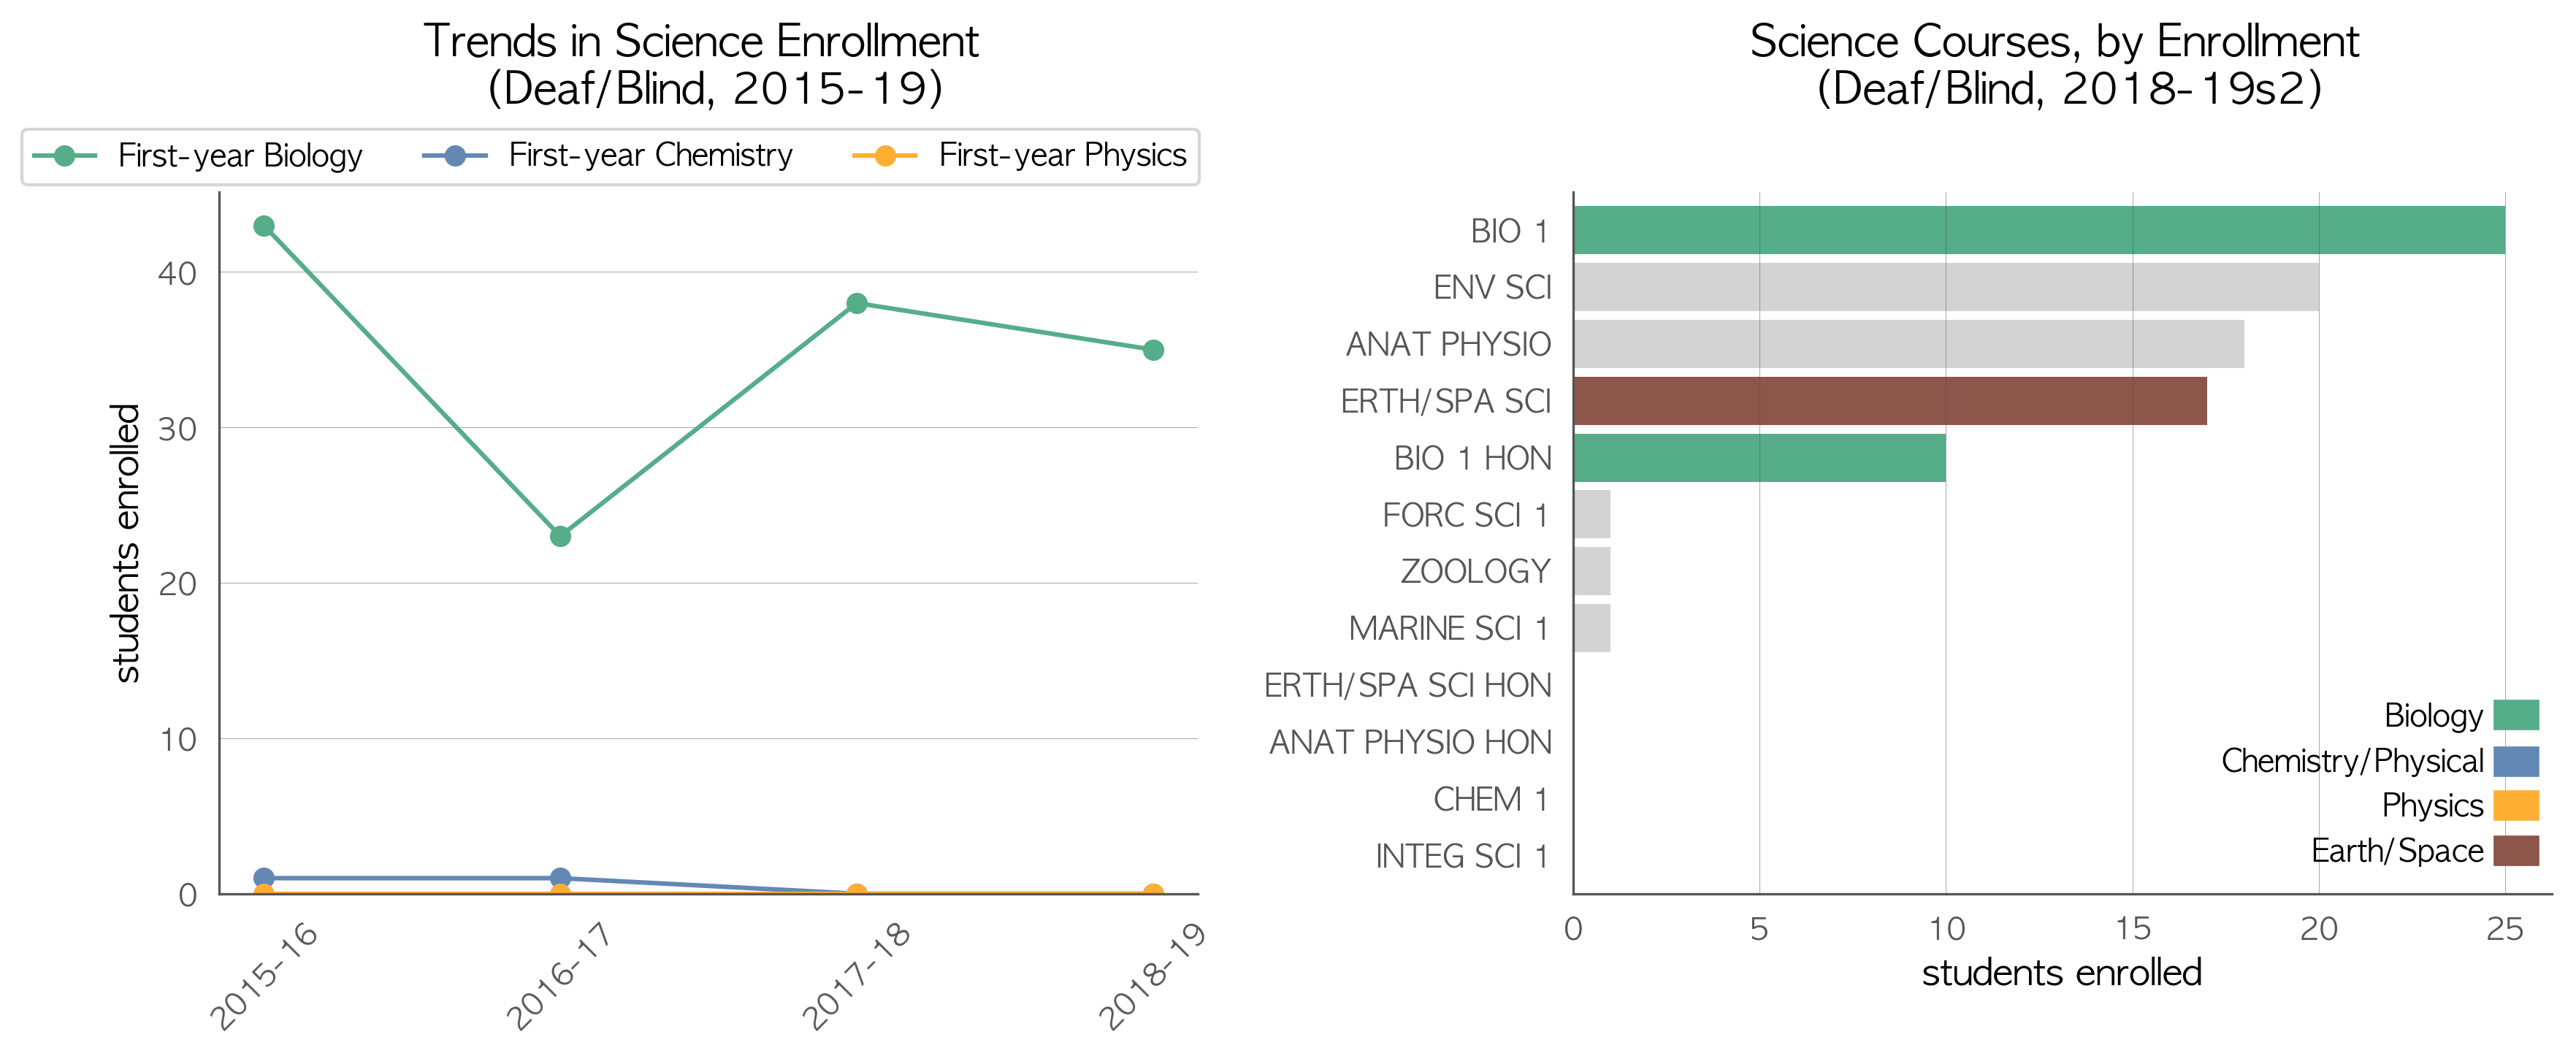 Trends in Science Enrollment
(Deaf/Blind, 2015-19)
First-year Biology
First-year Chemistry
First-year Physics
40
30
20
10
0
students enrolled
2015-16
2016-17
2017-18
2018-19
Science Courses, by Enrollment
(Deaf/Blind, 2018-19s2)
BIO 1
ENV SCI
ANAT PHYSIO
ERTH/SPA SCI
BIO 1 HON
FORC SCI 1
ZOOLOGY
MARINE SCI 1
ERTH/SPA SCI HON
ANAT PHYSIO HON
CHEM 1
INTEG SCI 1
Biology
Chemistry/Physical
Physics
Earth/Space
0 5 10 15 20 25
students enrolled